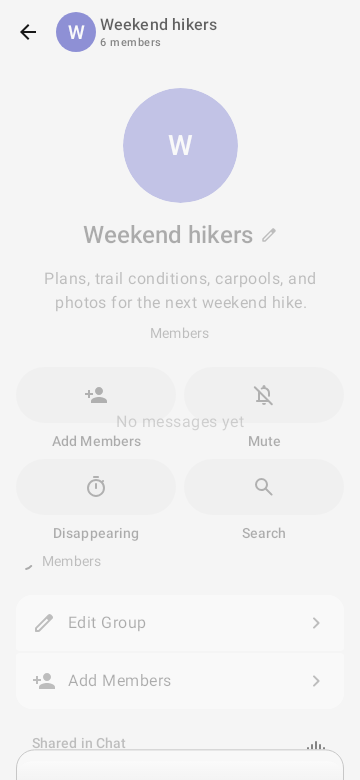 W
Weekend hikers
6 members
W
Weekend hikers
Plans, trail conditions, carpools, and
photos for the next weekend hike.
Members
No messages yet
Add Members
Mute
Disappearing
Search
Members
Edit Group
Add Members
Shared in Chat